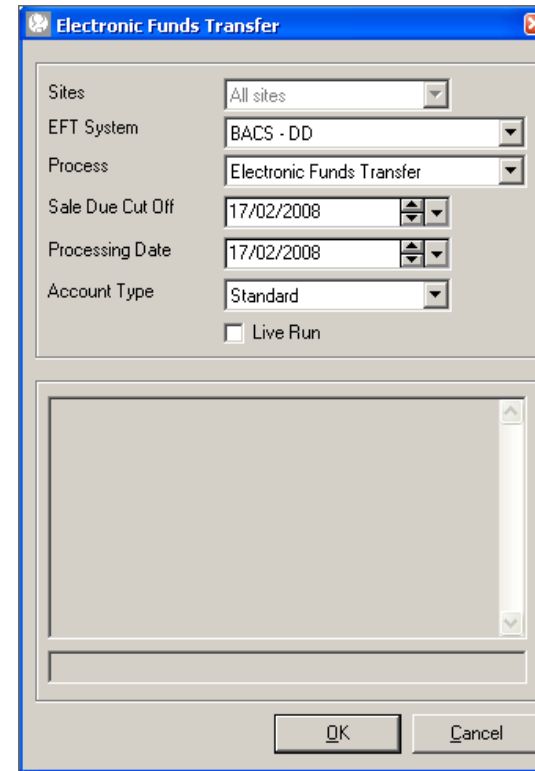 Electronic Funds Transfer
Sites All sites
EFT System BACS - DD
Process Electronic Funds Transfer
Sale Due Cut Off 17/02/2008
Processing Date 17/02/2008
Account Type Standard
Live Run
OK Cancel